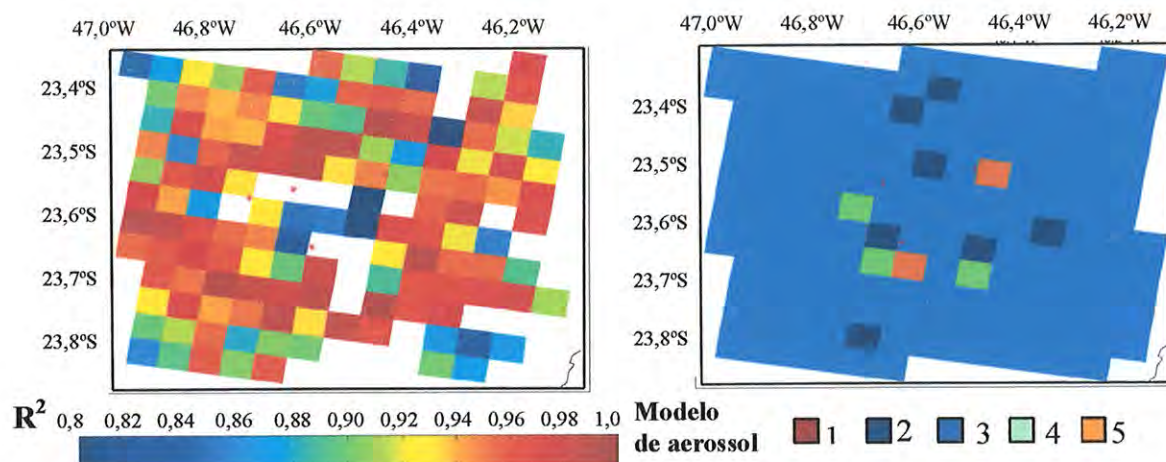 47,0ºW 46,8ºW 46,6ºW 46,4ºW 46,2ºW
23,4ºS
23,5ºS
23,6ºS
23,7ºS
23,8ºS
R² 0,8 0,82 0,84 0,86 0,88 0,90 0,92 0,94 0,96 0,98 1,0
47,0ºW 46,8ºW 46,6ºW 46,4ºW 46,2ºW
23,4ºS
23,5ºS
23,6ºS
23,7ºS
23,8ºS
Modelo
de aerossol 1 2 3 4 5